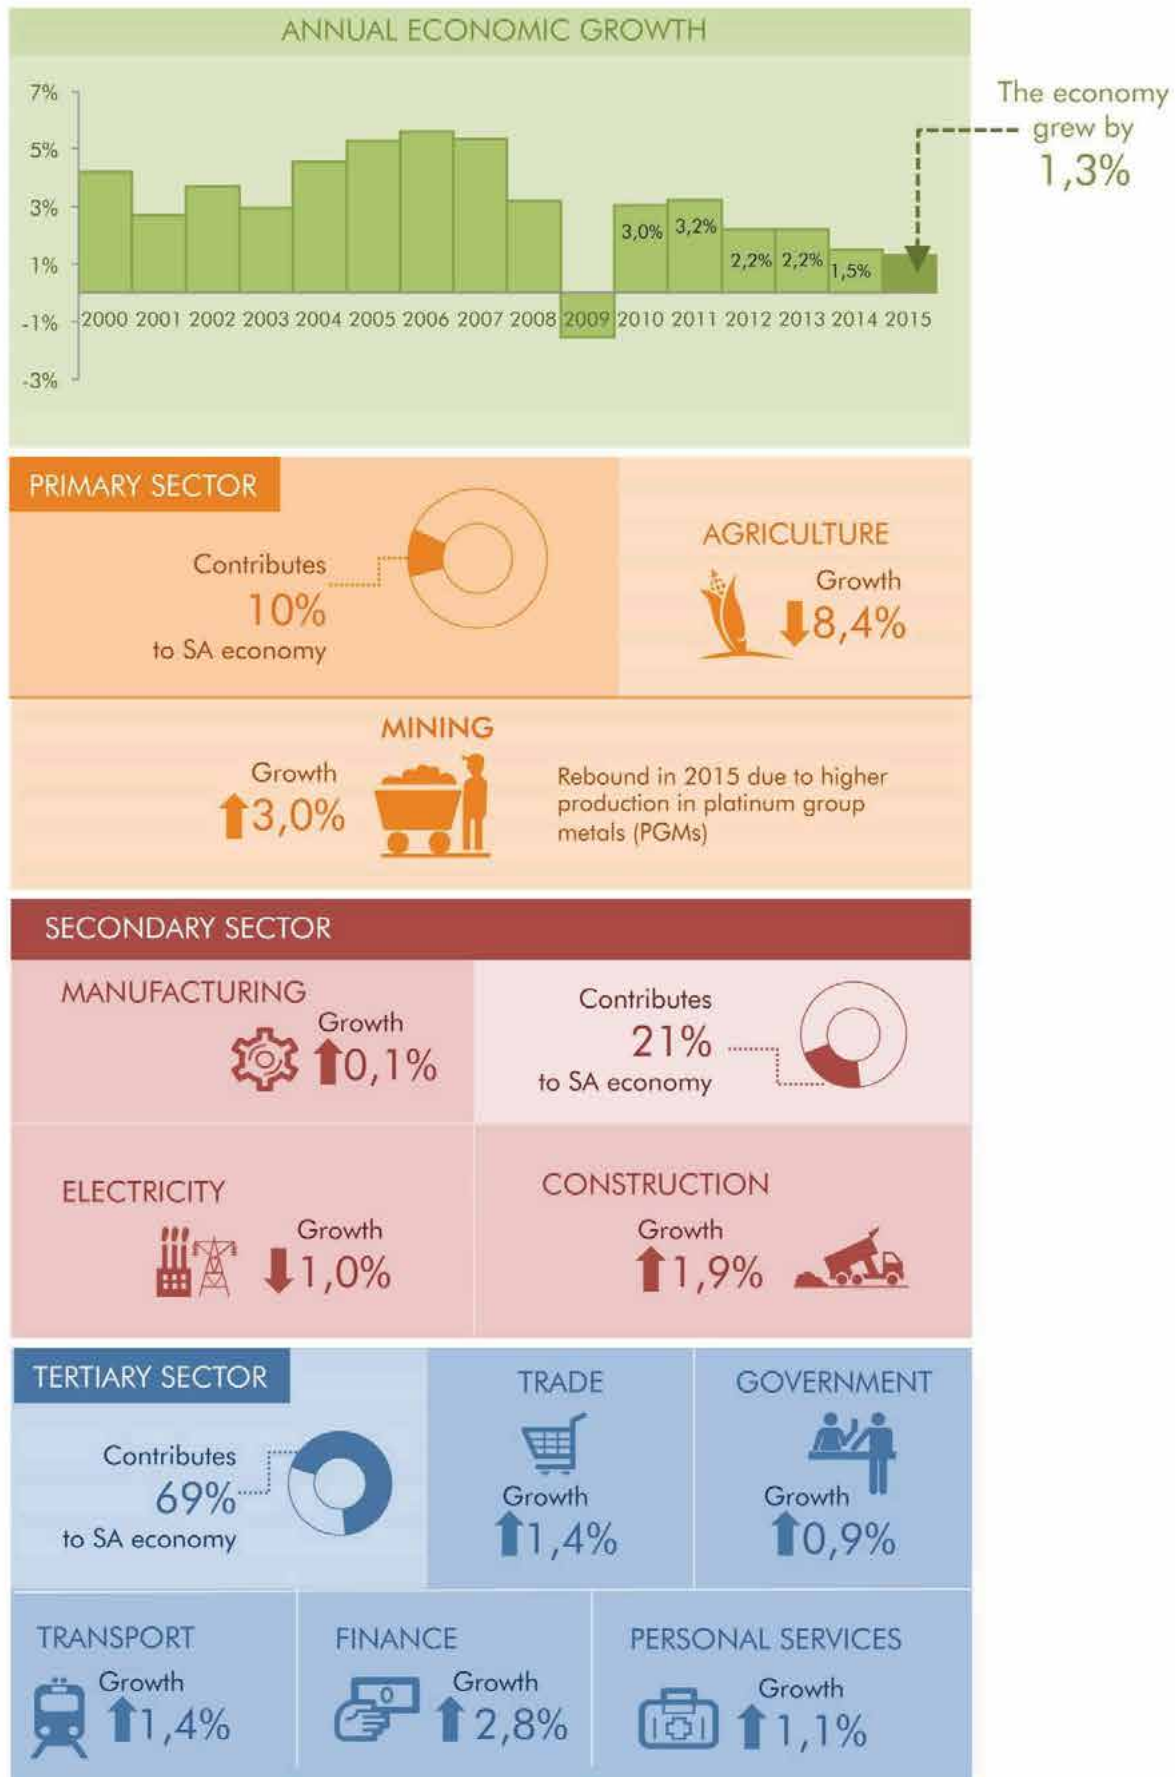 ANNUAL ECONOMIC GROWTH
7%
5%
3%
1%
-1%
-3%
3,0%
3,2%
2,2%
2,2%
1,5%
2000 2001 2002 2003 2004 2005 2006 2007 2008 2009 2010 2011 2012 2013 2014 2015
The economy
grew by
1,3%
PRIMARY SECTOR
Contributes
10%
to SA economy
AGRICULTURE
Growth
8,4%
MINING
Growth
3,0%
Rebound in 2015 due to higher
production in platinum group
metals (PGMs)
SECONDARY SECTOR
MANUFACTURING
Growth
0,1%
Contributes
21%
to SA economy
ELECTRICITY
Growth
1,0%
CONSTRUCTION
Growth
1,9%
TERTIARY SECTOR
Contributes
69%
to SA economy
TRADE
Growth
1,4%
GOVERNMENT
Growth
0,9%
TRANSPORT
Growth
1,4%
FINANCE
Growth
2,8%
PERSONAL SERVICES
Growth
1,1%